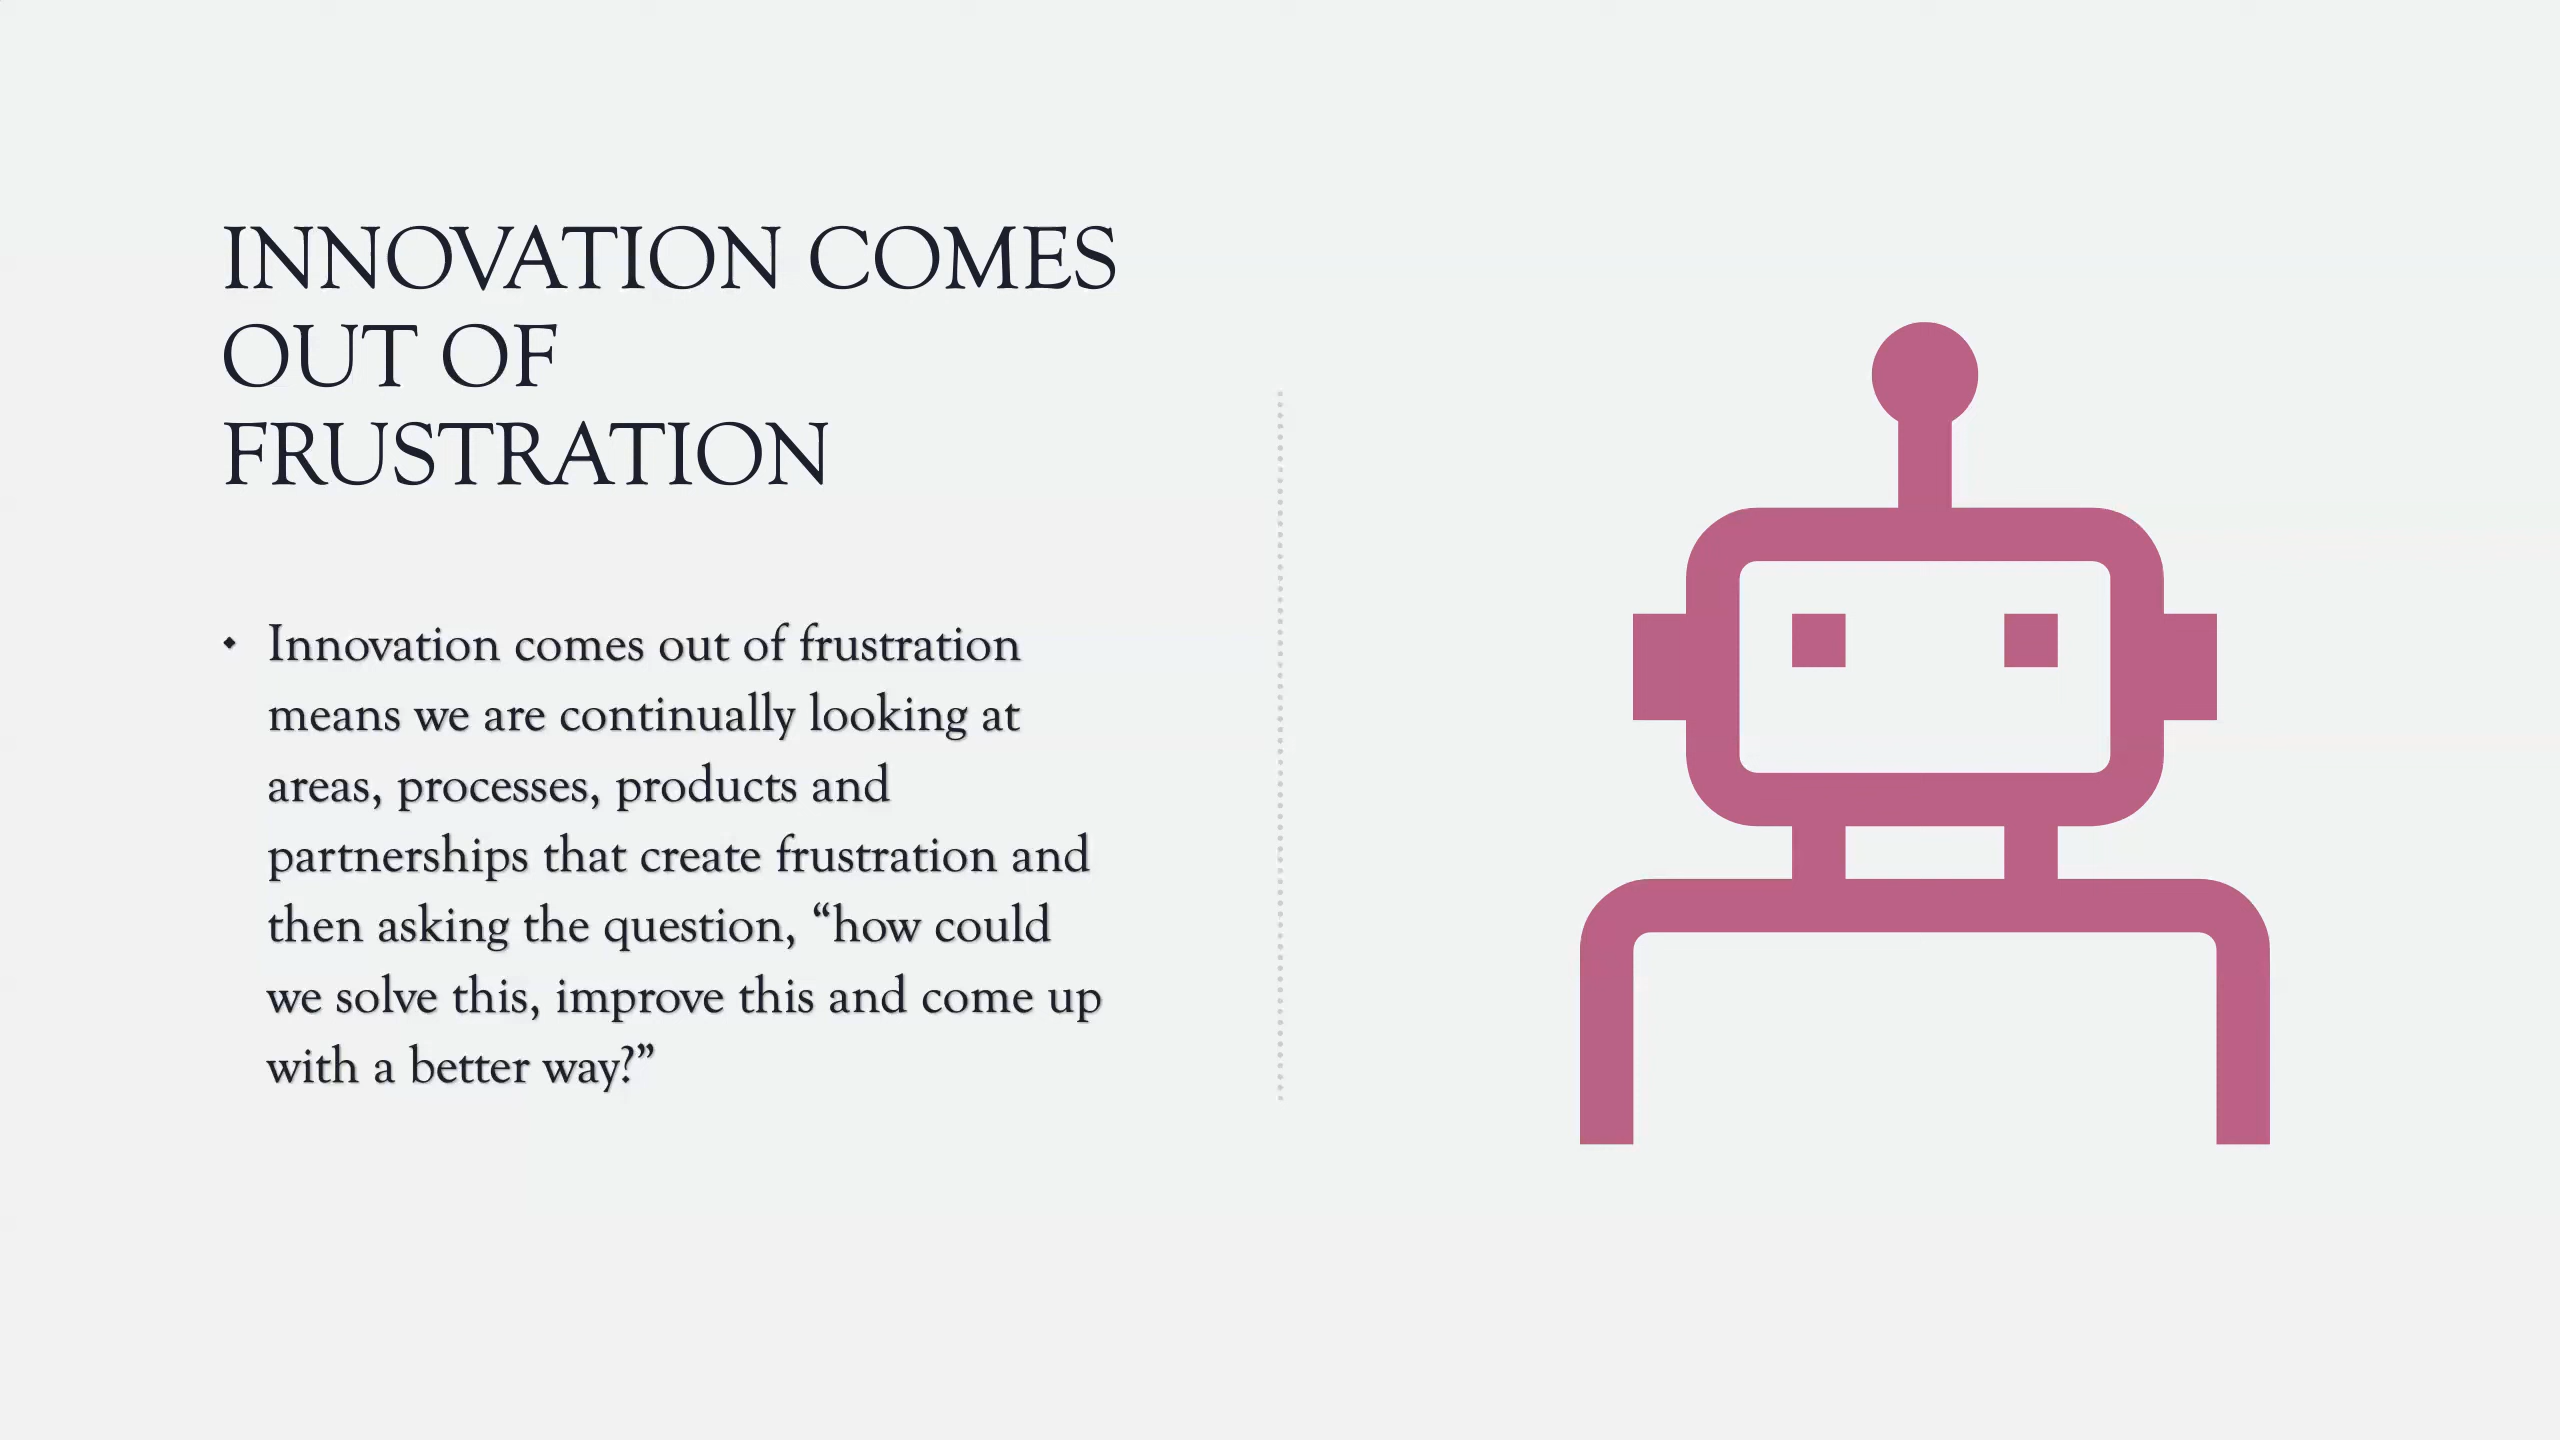 INNOVATION COMES
OUT OF
FRUSTRATION
• Innovation comes out of frustration
means we are continually looking at
areas, processes, products and
partnerships that create frustration and
then asking the question, “how could
we solve this, improve this and come up
with a better way?”